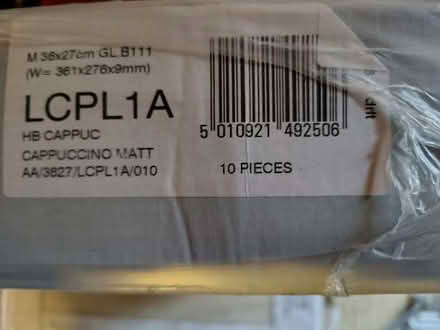 M 36x27cm GL.B111
(W= 361x276x9mm)
LCPL1A
HB CAPPUC
CAPPUCCINO MATT
AA/3627/LCPL1A/010
5 010921 492506
10 PIECES